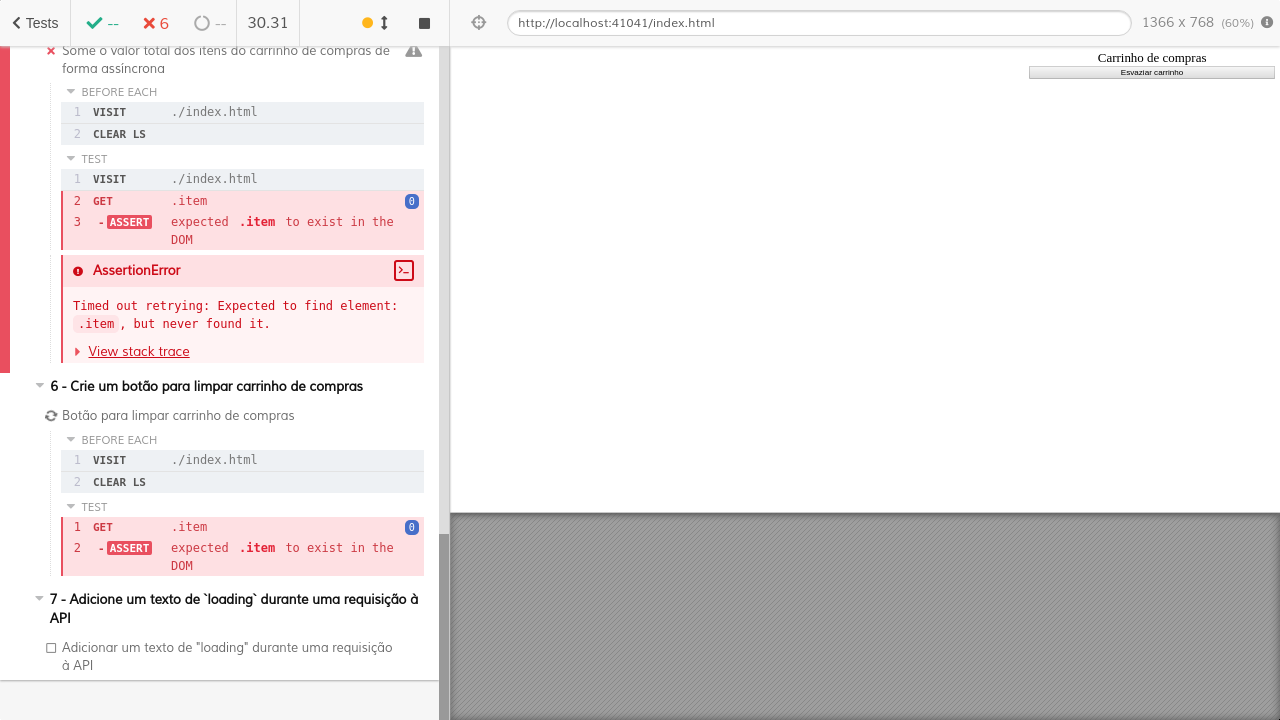 Tests
--
6
--
30.31
http://localhost:41041/index.html
1366 x 768 (60%)
Some o valor total dos itens do carrinho de compras de
forma assíncrona
BEFORE EACH
1 VISIT ./index.html
2 CLEAR LS
TEST
1 VISIT ./index.html
2 GET .item 0
3 -ASSERT expected .item to exist in the
DOM
AssertionError
Timed out retrying: Expected to find element:
.item, but never found it.
View stack trace
6 - Crie um botão para limpar carrinho de compras
Botão para limpar carrinho de compras
BEFORE EACH
1 VISIT ./index.html
2 CLEAR LS
TEST
1 GET .item 0
2 -ASSERT expected .item to exist in the
DOM
7 - Adicione um texto de `loading` durante uma requisição à
API
Adicionar um texto de "loading" durante uma requisição
à API
Carrinho de compras
Esvaziar carrinho